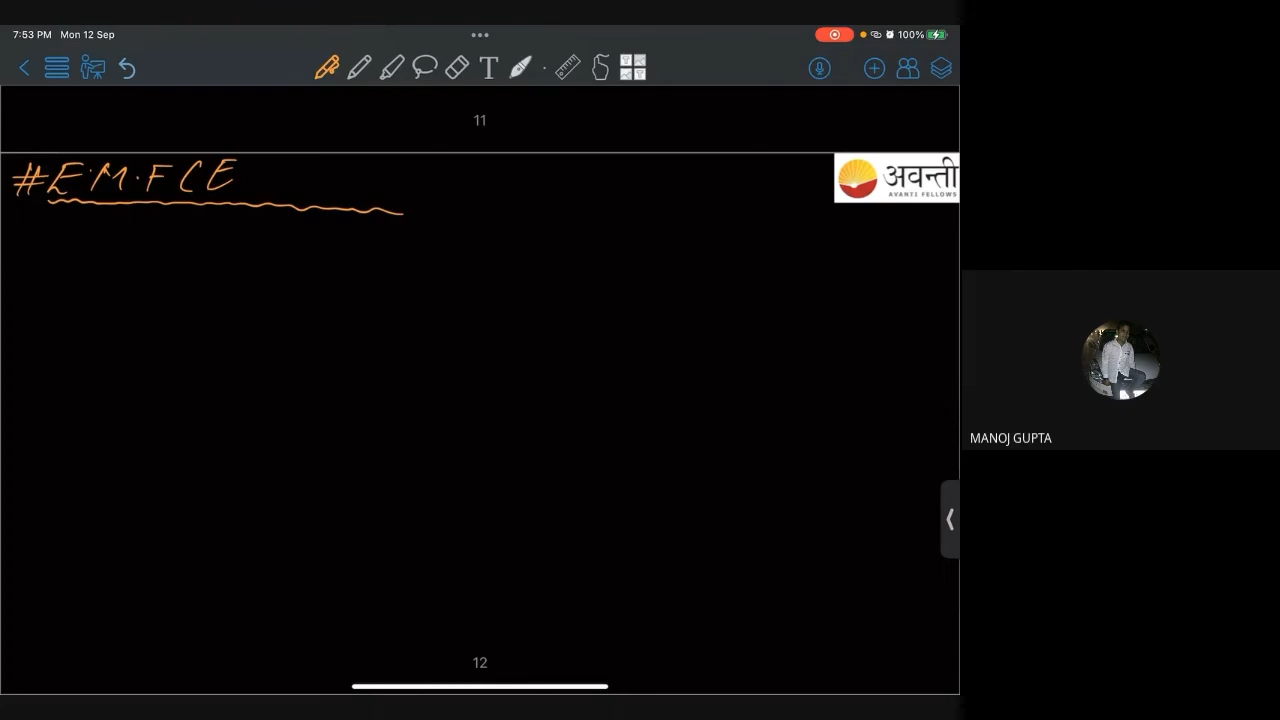 7:53 PM Mon 12 Sep
100%
T
11
#E.M.F C E
अवन्ती
AVANTI FELLOWS
MANOJ GUPTA
12